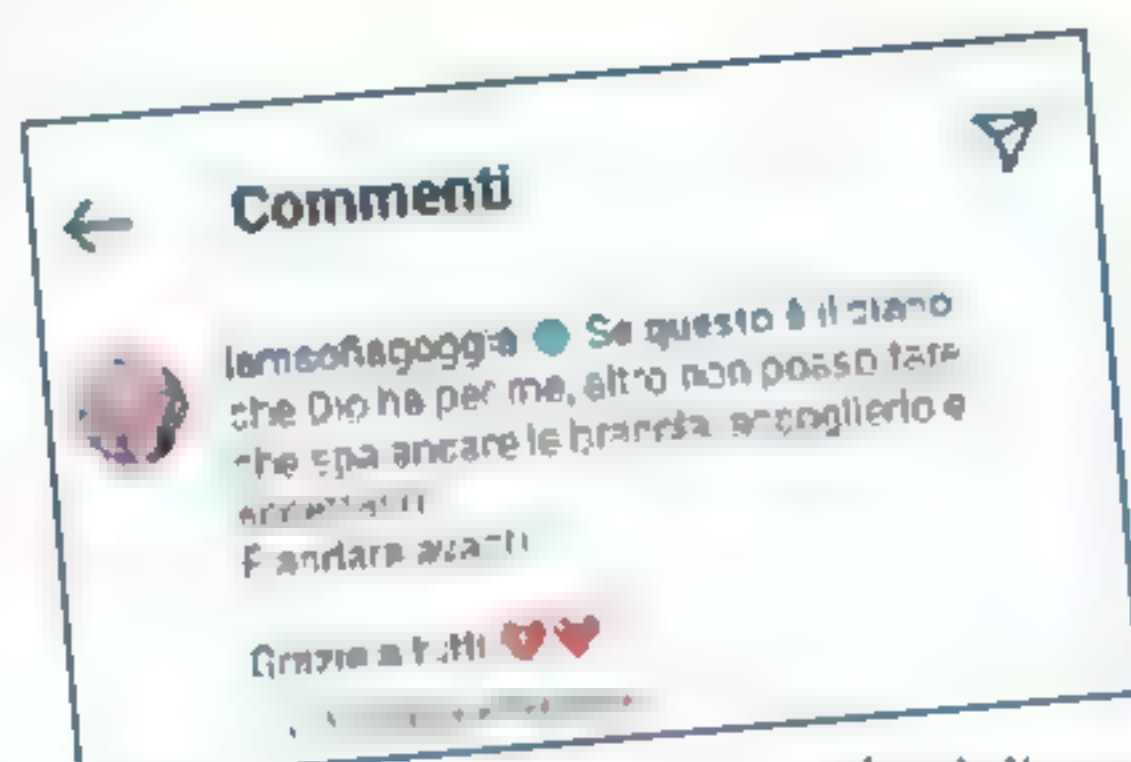 Commenti
Iamsofiagoggia Se questo è il piano
che Dio ha per me, altro non posso fare
che spalancare le braccia, accoglierlo e
E andare avanti
Grazie a tutti